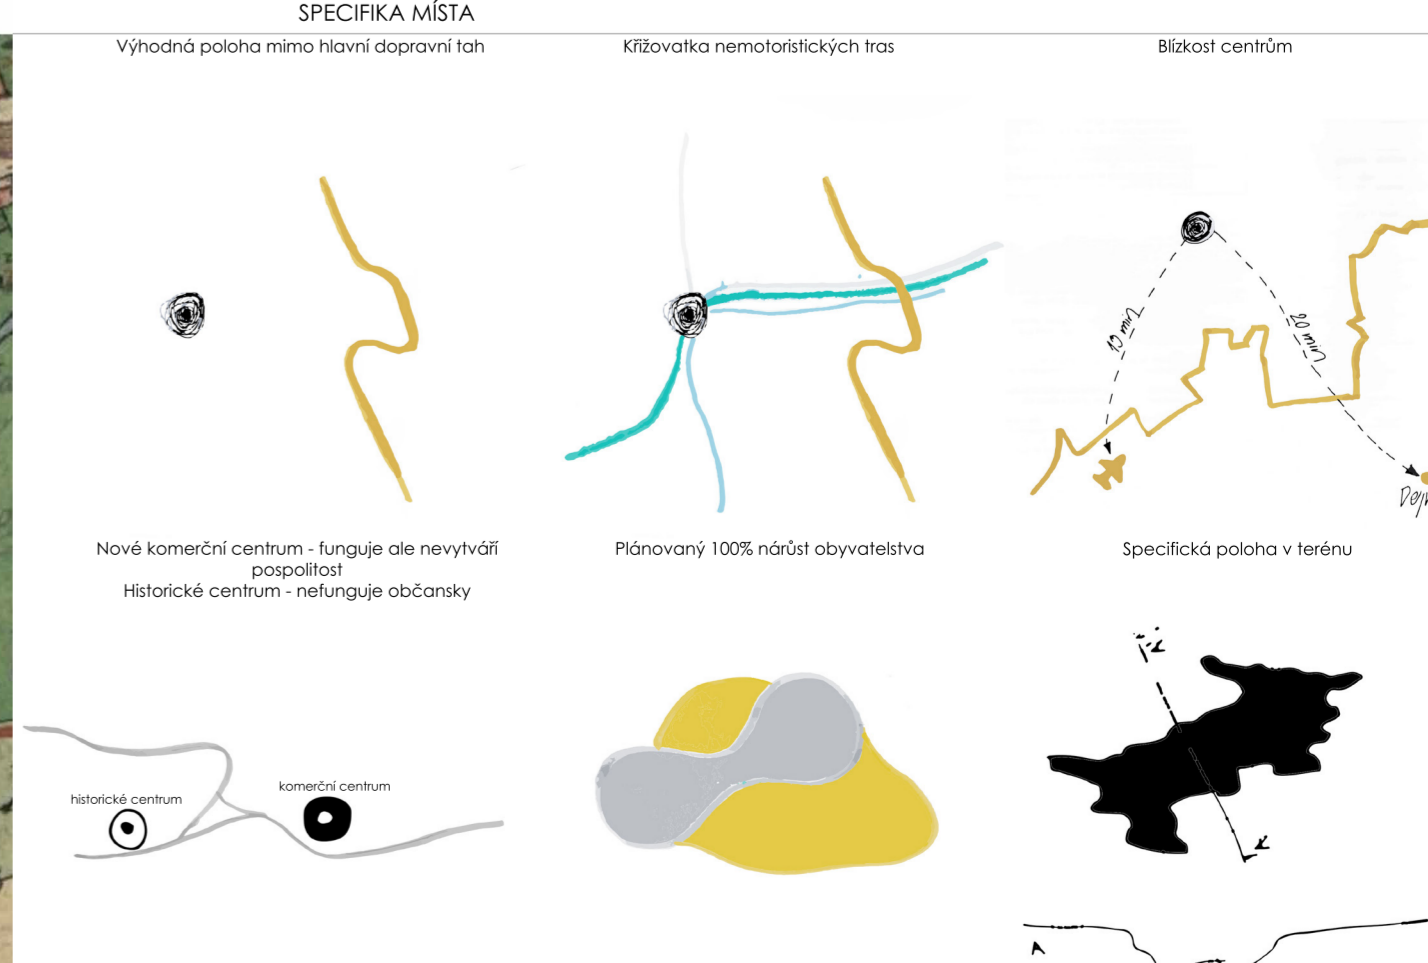 SPECIFIKA MÍSTA
Výhodná poloha mimo hlavní dopravní tah
Křižovatka nemotoristických tras
Blízkost centrům
min
20 min
Nové komerční centrum - funguje ale nevytváří
pospolitost
Historické centrum - nefunguje občansky
Plánovaný 100% nárůst obyvatelstva
Specifická poloha v terénu
historické centrum
komerční centrum
A